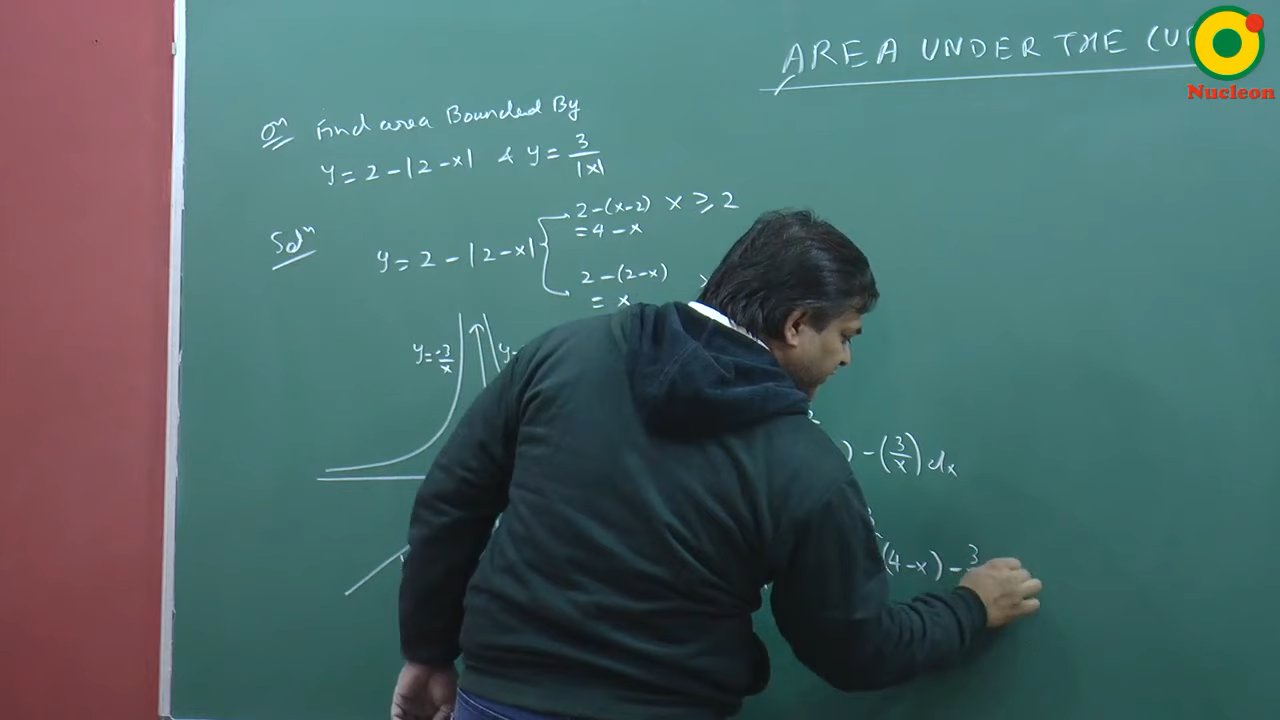 AREA UNDER THE
Nucleon
Qn Find area Bounded By
y = 2 - |2 - x| & y = 3/|x|
Soln
y = 2 - |2 - x|
2 - (x - 2) x ≥ 2
= 4 - x
2 - (2 - x)
= x
y = -3/x
) - (3/x) dx
(4 - x) - 3